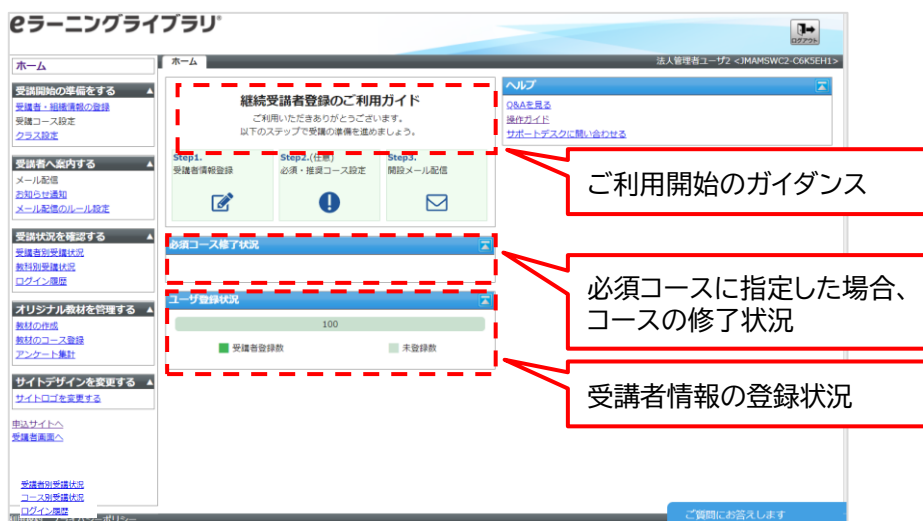 eラーニングライブラリ®
ログアウト
ホーム
ホーム
法人管理者ユーザ2 <JMAMSWC2-C6K5EH1>
受講開始の準備をする ▲
受講者・組織情報の登録
受講コース設定
クラス設定
受講者へ案内する ▲
メール配信
お知らせ通知
メール配信のルール設定
受講状況を確認する ▲
受講者別受講状況
教科別受講状況
ログイン履歴
オリジナル教材を管理する ▲
教材の作成
教材のコース登録
アンケート集計
サイトデザインを変更する ▲
サイトロゴを変更する
申込サイトへ
受講者画面へ
受講者別受講状況
コース別受講状況
ログイン履歴
プライバシーポリシー
継続受講者登録のご利用ガイド
ご利用いただきありがとうございます。
以下のステップで受講の準備を進めましょう。
Step1.
受講者情報登録
Step2.(任意)
必須・推奨コース設定
Step3.
開設メール配信
必須コース修了状況
ユーザ登録状況
100
受講者登録数
未登録数
ヘルプ
Q&Aを見る
操作ガイド
サポートデスクに問い合わせる
ご利用開始のガイダンス
必須コースに指定した場合、
コースの修了状況
受講者情報の登録状況
ご質問にお答えします